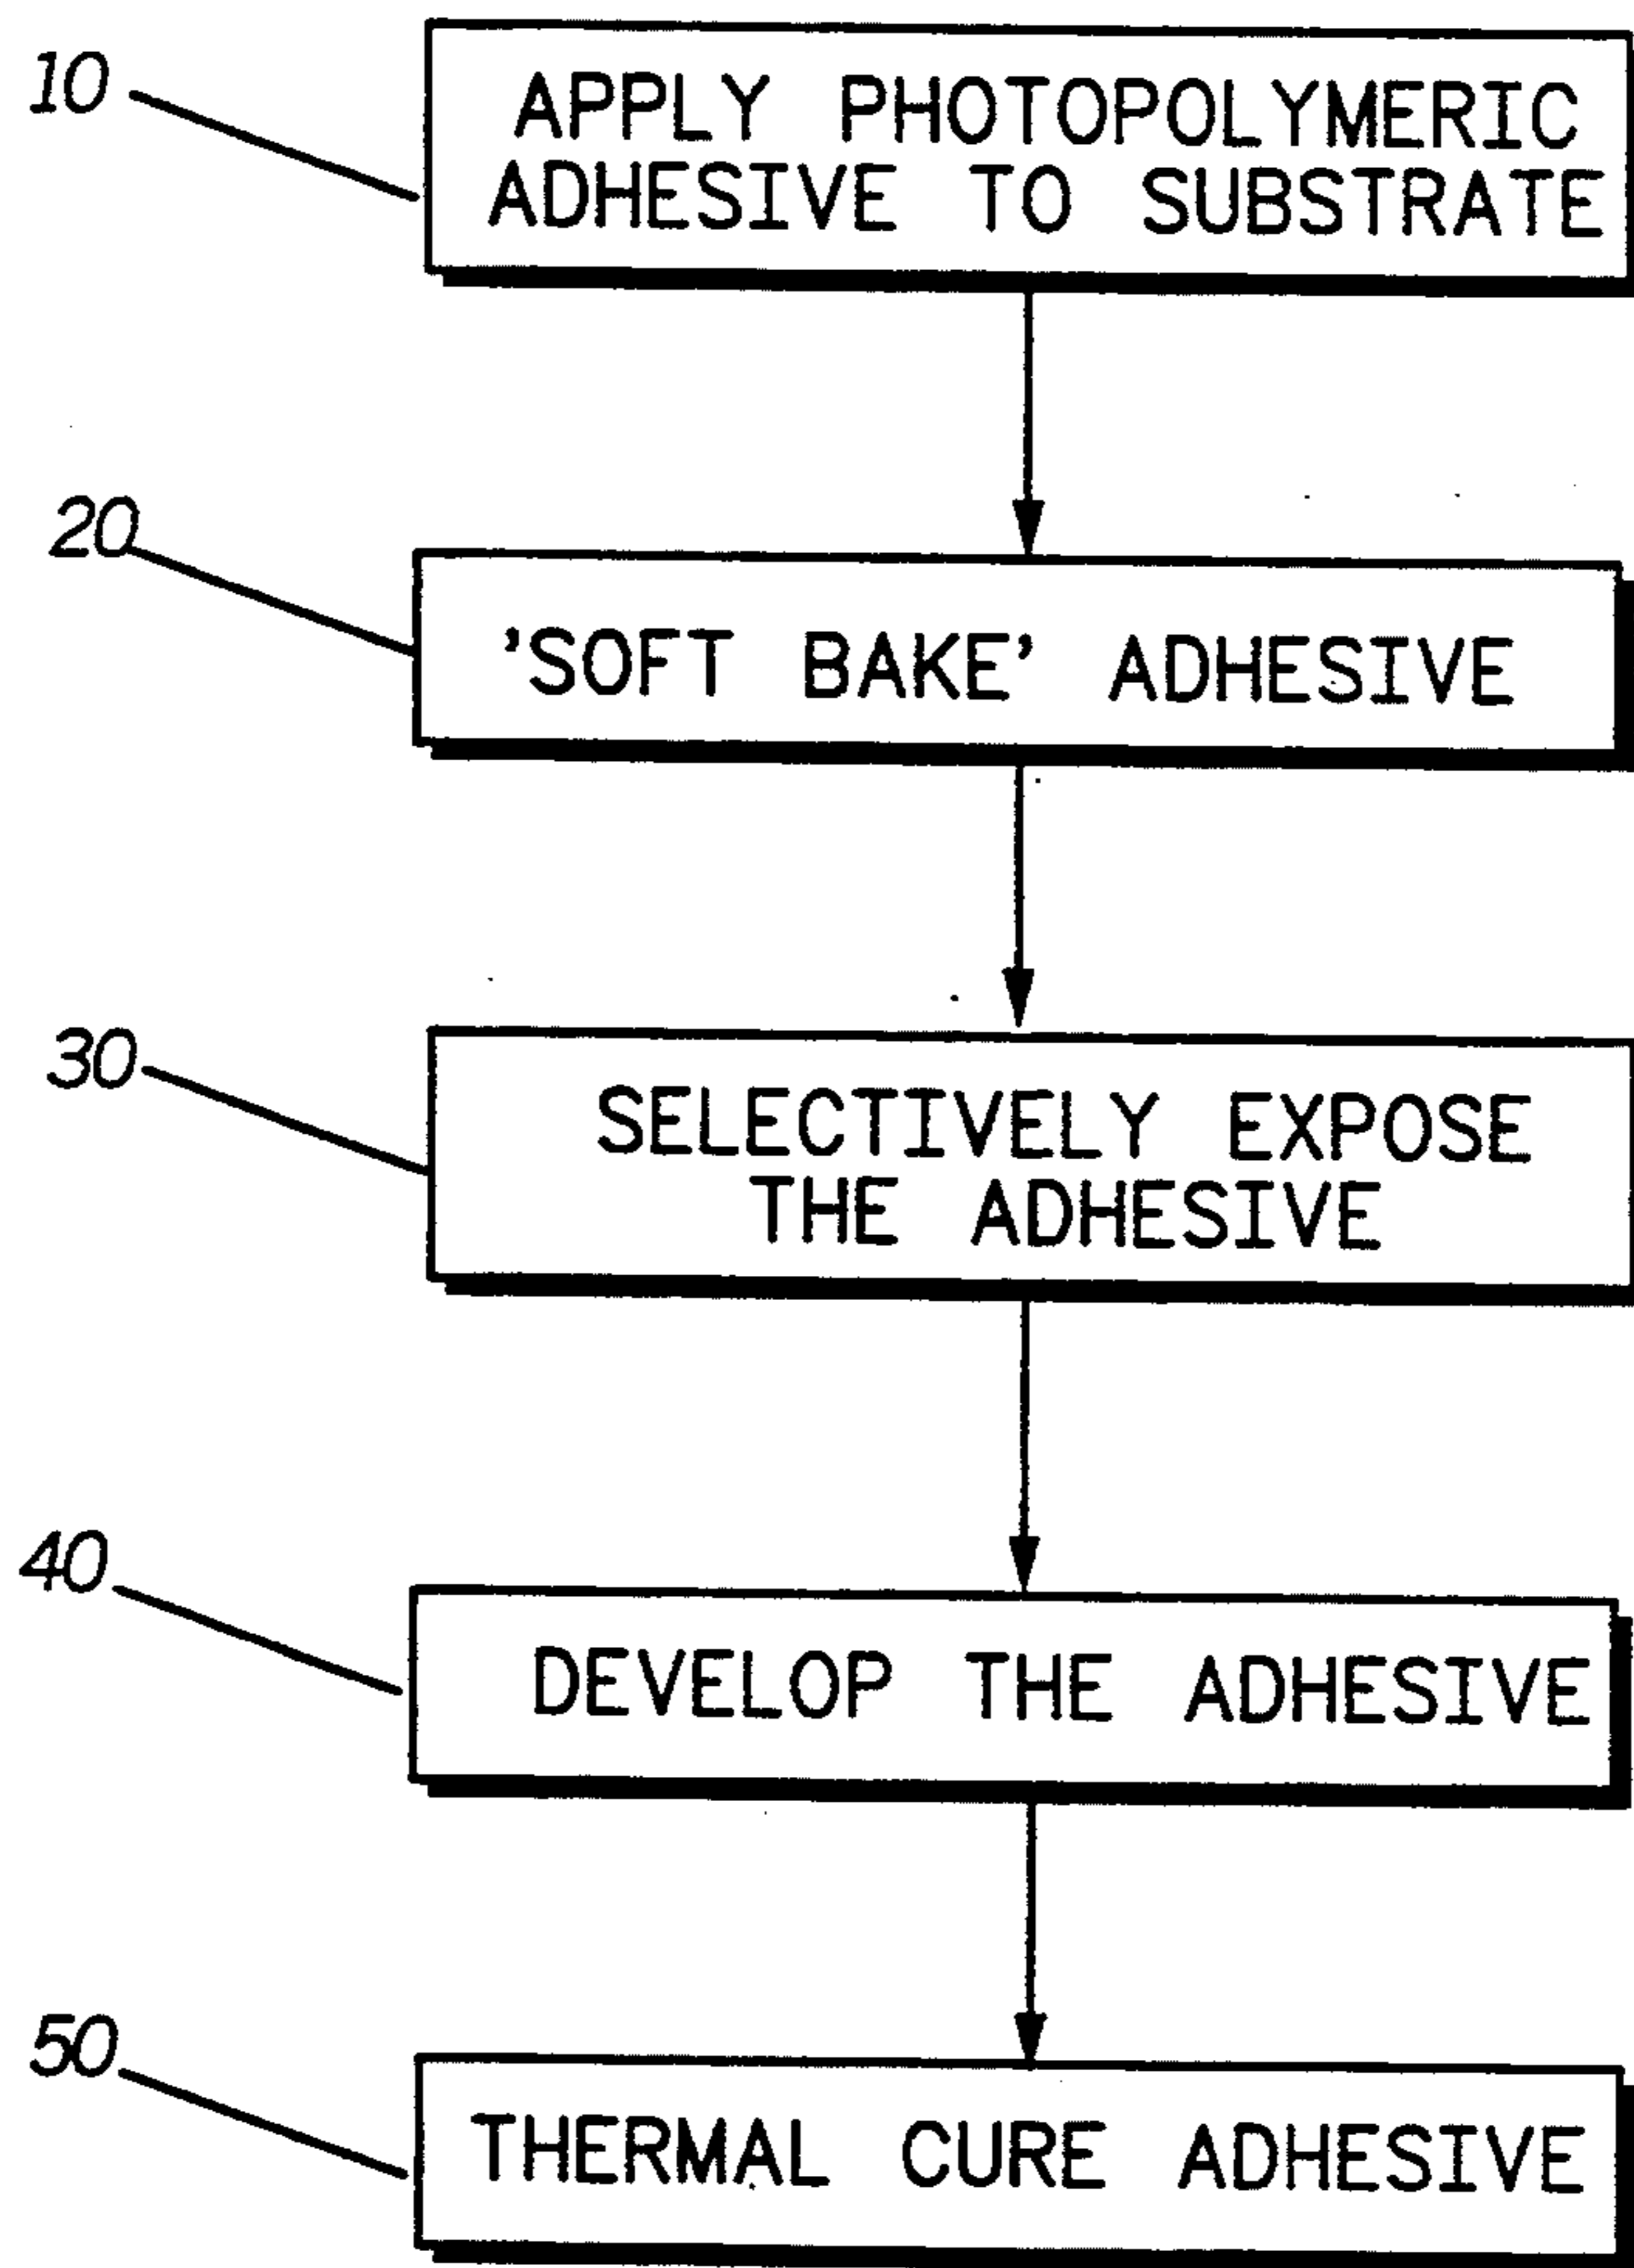 10
APPLY PHOTOPOLYMERIC
ADHESIVE TO SUBSTRATE
20
'SOFT BAKE' ADHESIVE
30
SELECTIVELY EXPOSE
THE ADHESIVE
40
DEVELOP THE ADHESIVE
50
THERMAL CURE ADHESIVE